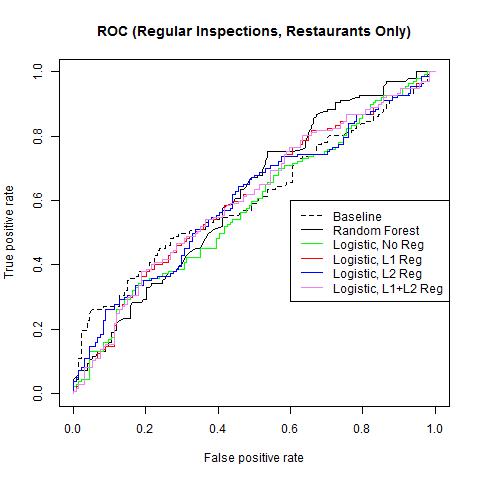 ROC (Regular Inspections, Restaurants Only)
True positive rate
1.0
0.8
0.6
0.4
0.2
0.0
Baseline
Random Forest
Logistic, No Reg
Logistic, L1 Reg
Logistic, L2 Reg
Logistic, L1+L2 Reg
0.0 0.2 0.4 0.6 0.8 1.0
False positive rate